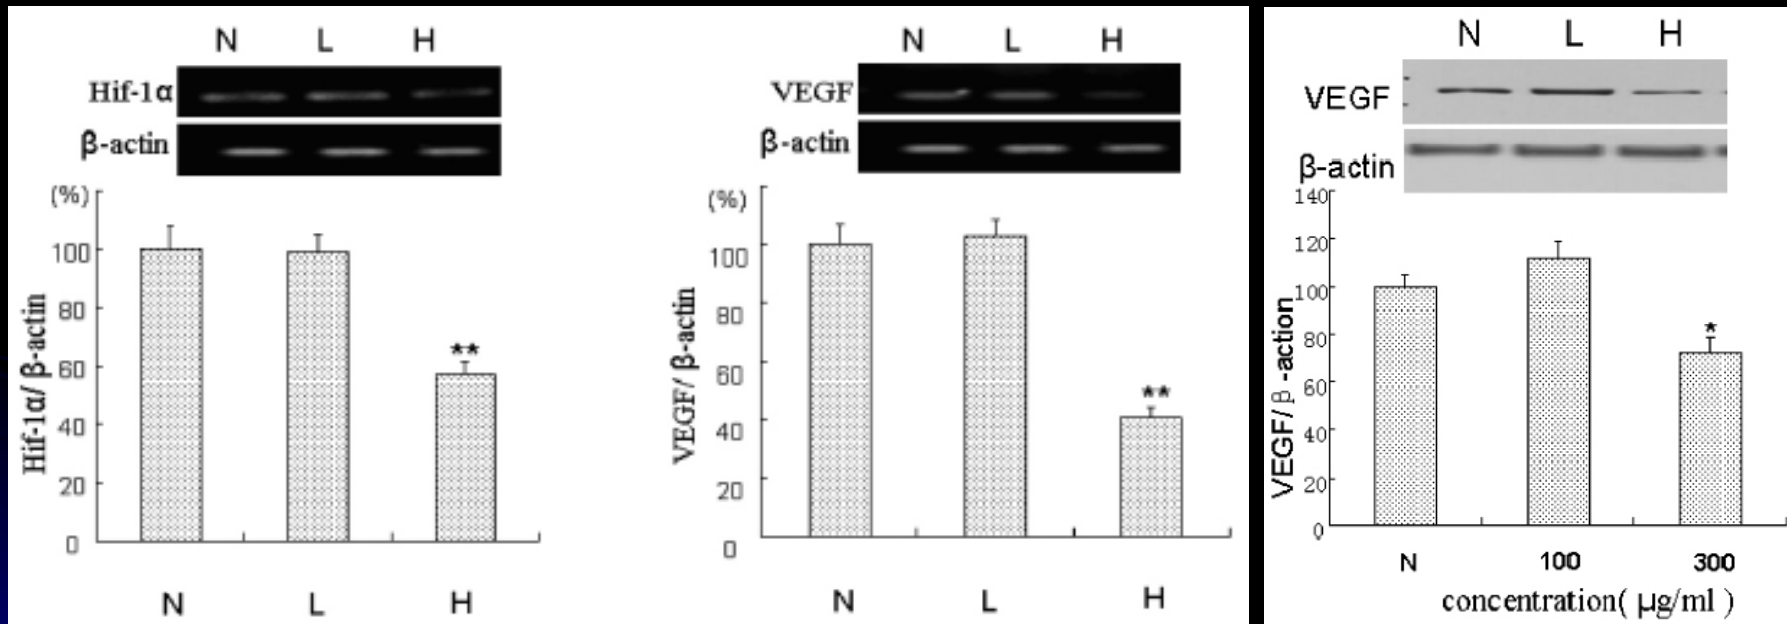 N L H
Hif-1α
β-actin
(%)
100
80
60
40
20
0
Hif-1α/ β-actin
**
N L H
N L H
VEGF
β-actin
(%)
100
80
60
40
20
0
VEGF/ β-actin
**
N L H
N L H
VEGF
β-actin
140
120
100
80
60
40
20
0
VEGF/ β -action
*
N 100 300
concentration( μg/ml )